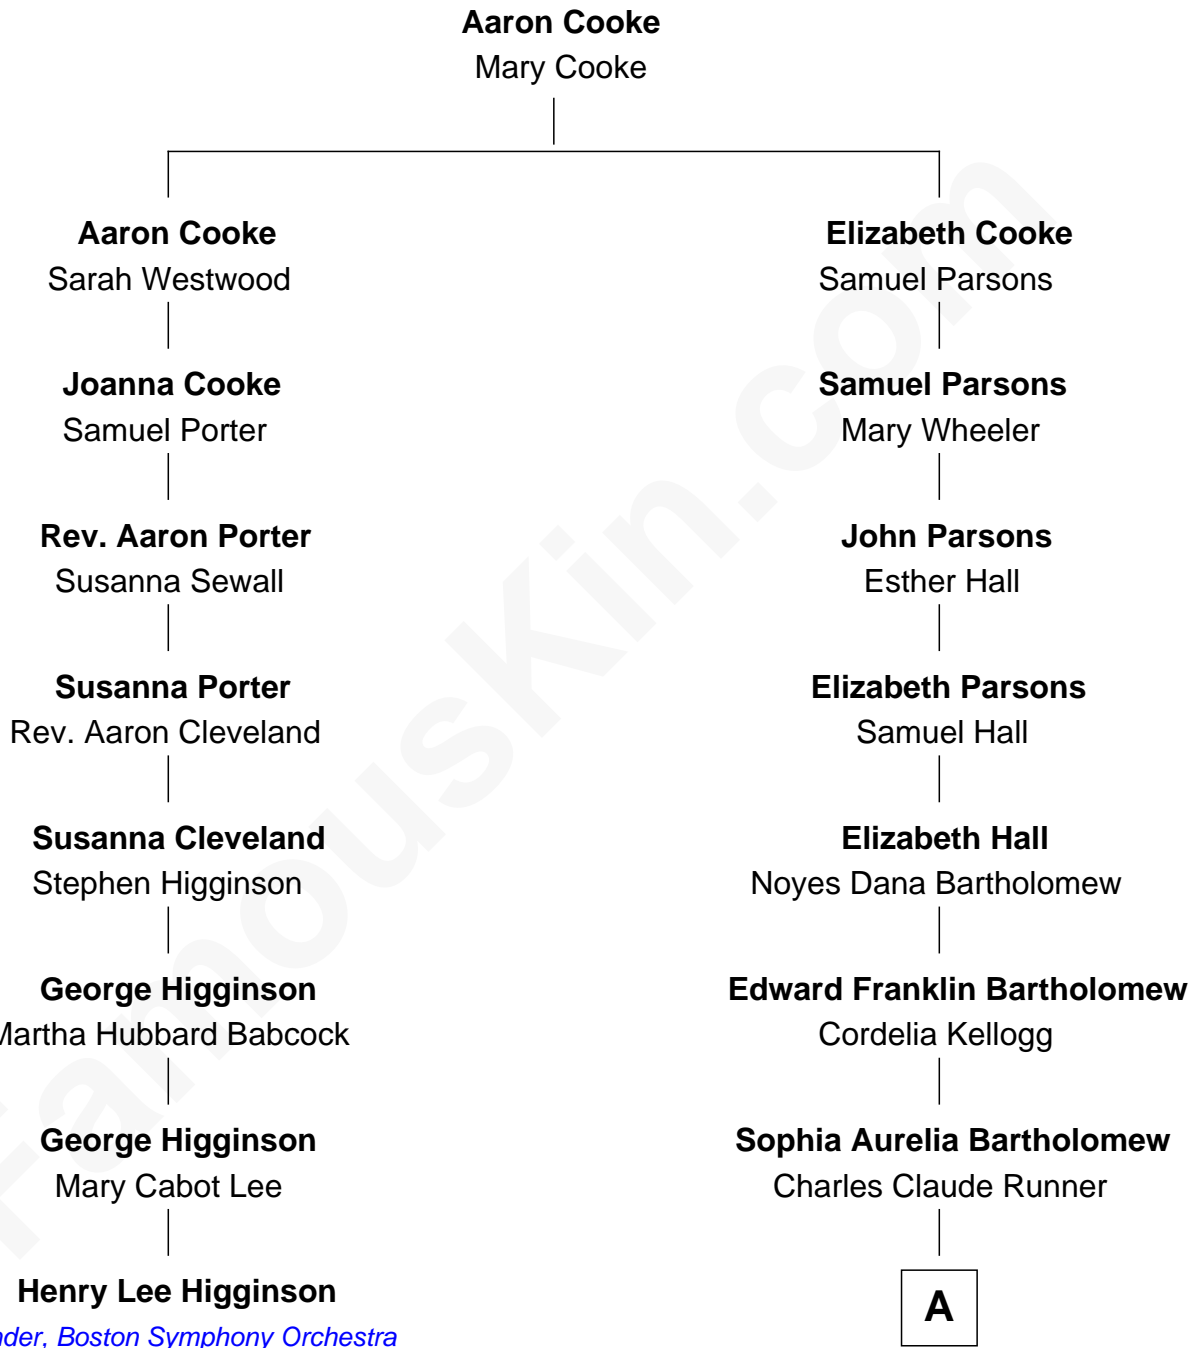 Aaron Cooke
Mary Cooke
Aaron Cooke
Sarah Westwood
Joanna Cooke
Samuel Porter
Rev. Aaron Porter
Susanna Sewall
Susanna Porter
Rev. Aaron Cleveland
Susanna Cleveland
Stephen Higginson
George Higginson
Martha Hubbard Babcock
George Higginson
Mary Cabot Lee
Henry Lee Higginson
nder, Boston Symphony Orchestra
Elizabeth Cooke
Samuel Parsons
Samuel Parsons
Mary Wheeler
John Parsons
Esther Hall
Elizabeth Parsons
Samuel Hall
Elizabeth Hall
Noyes Dana Bartholomew
Edward Franklin Bartholomew
Cordelia Kellogg
Sophia Aurelia Bartholomew
Charles Claude Runner
A
FamousKin.com